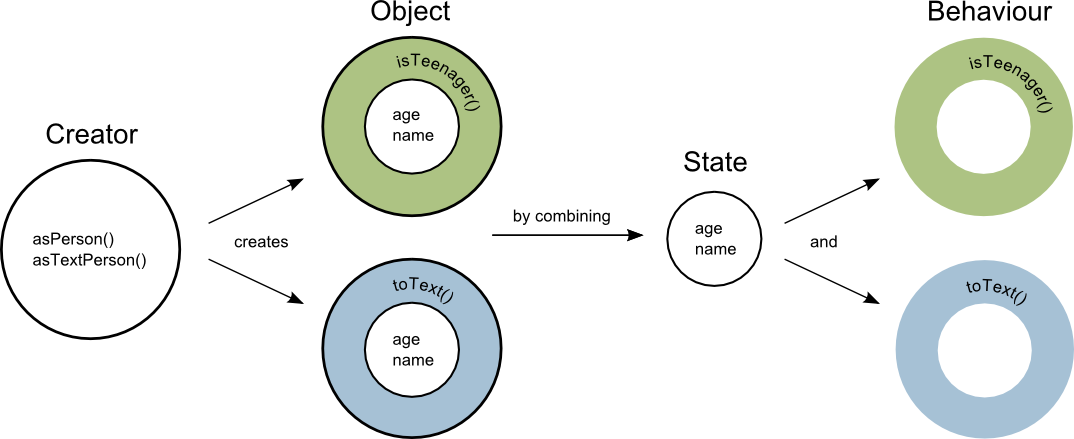 Creator
asPerson()
asTextPerson()
creates
Object
isTeenager()
age
name
toText()
age
name
by combining
State
age
name
and
Behaviour
isTeenager()
toText()